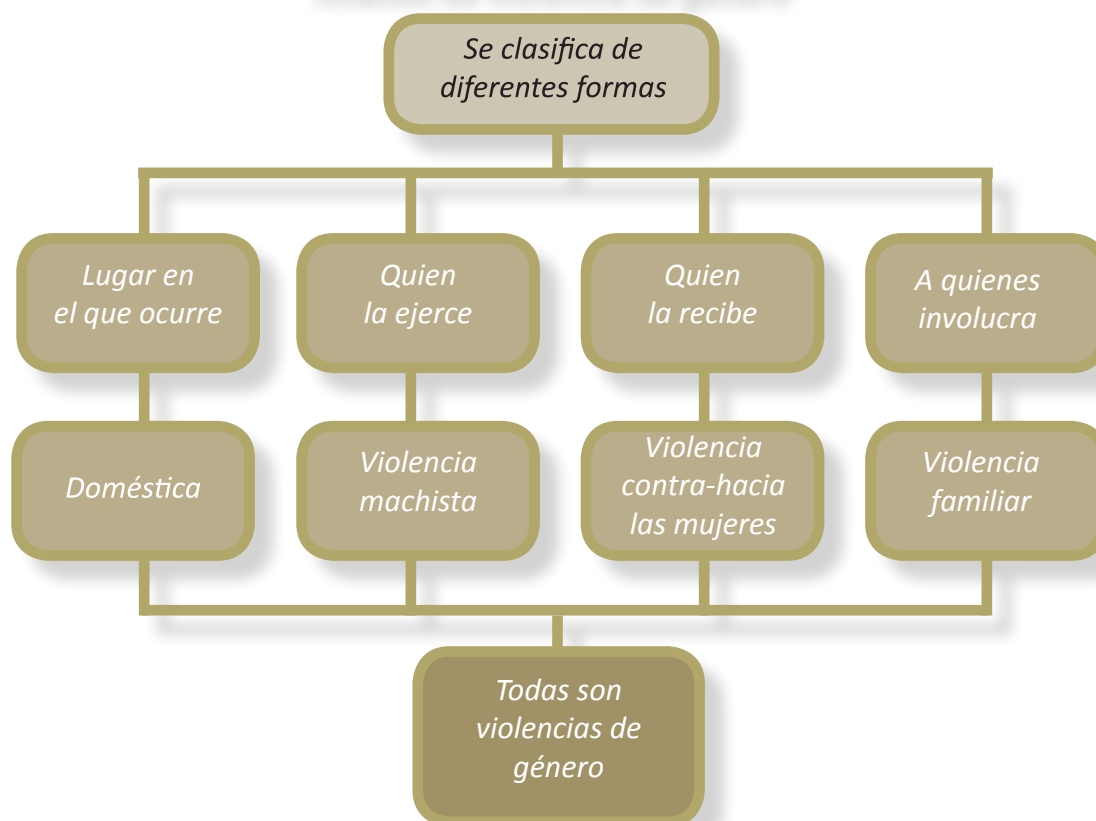 Se clasifica de
diferentes formas
Lugar en
el que ocurre
Quien
la ejerce
Quien
la recibe
A quienes
involucra
Doméstica
Violencia
machista
Violencia
contra-hacia
las mujeres
Violencia
familiar
Todas son
violencias de
género